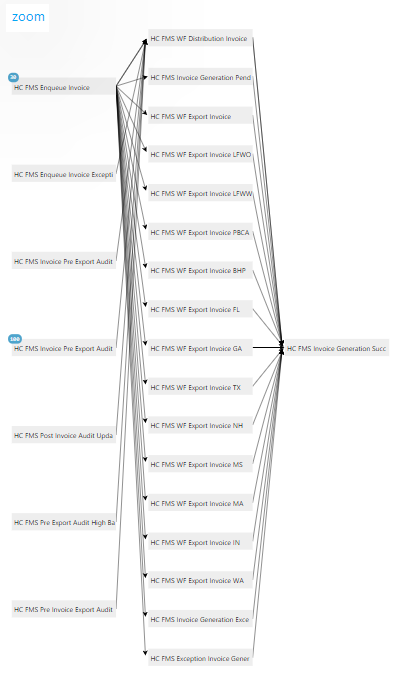 zoom
HC FMS WF Distribution Invoice
HC FMS Invoice Generation Pend
30
HC FMS Enqueue Invoice
HC FMS WF Export Invoice
HC FMS WF Export Invoice LFWO
HC FMS Enqueue Invoice Excepti
HC FMS WF Export Invoice LFWW
HC FMS WF Export Invoice PBCA
HC FMS Invoice Pre Export Audit
HC FMS WF Export Invoice BHP
HC FMS WF Export Invoice FL
100
HC FMS Invoice Pre Export Audit
HC FMS WF Export Invoice GA
HC FMS Invoice Generation Succ
HC FMS WF Export Invoice TX
HC FMS WF Export Invoice NH
HC FMS Post Invoice Audit Upda
HC FMS WF Export Invoice MS
HC FMS WF Export Invoice MA
HC FMS Pre Export Audit High Ba
HC FMS WF Export Invoice IN
HC FMS WF Export Invoice WA
HC FMS Pre Invoice Export Audit
HC FMS Invoice Generation Exce
HC FMS Exception Invoice Gener